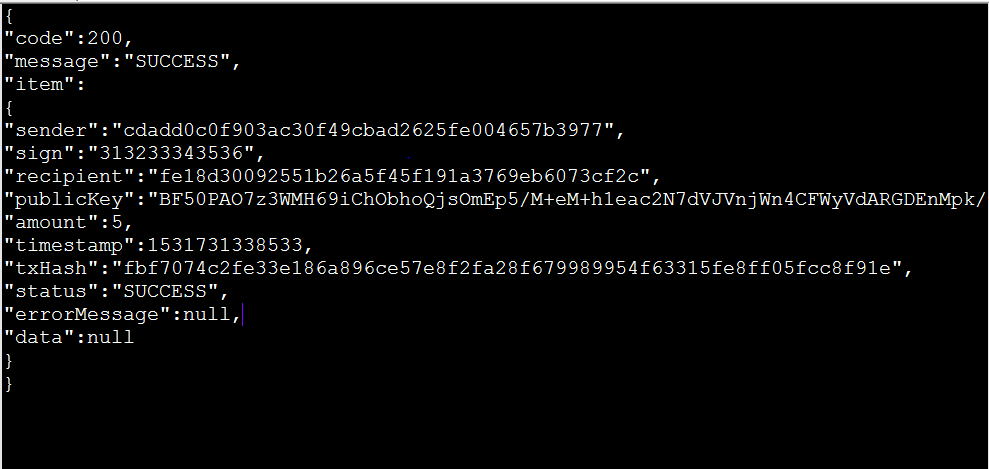 {
"code":200,
"message":"SUCCESS",
"item":
{
"sender":"cdadd0c0f903ac30f49cbad2625fe004657b3977",
"sign":"313233343536",
"recipient":"fe18d30092551b26a5f45f191a3769eb6073cf2c",
"publicKey":"BF50PAO7z3WMH69iChObhoQjsOmEp5/M+eM+h1eac2N7dVJVnjWn4CFWyVdARGDEnMpk/
"amount":5,
"timestamp":1531731338533,
"txHash":"fbf7074c2fe33e186a896ce57e8f2fa28f679989954f63315fe8ff05fcc8f91e",
"status":"SUCCESS",
"errorMessage":null,
"data":null
}
}